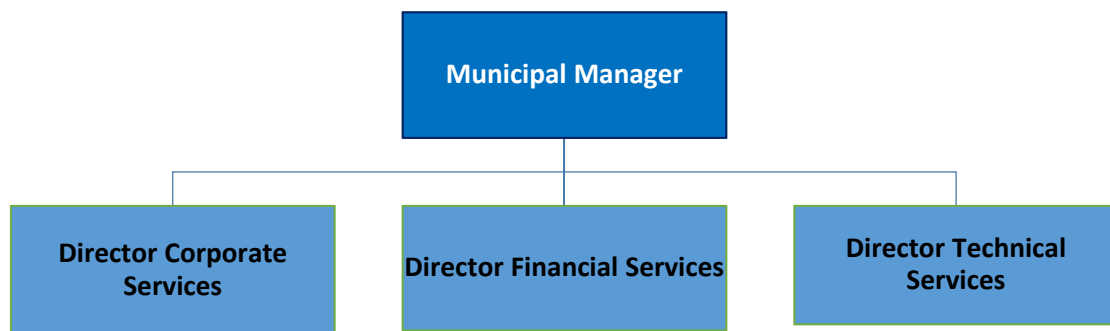 Municipal Manager
Director Corporate
Services
Director Financial Services
Director Technical
Services